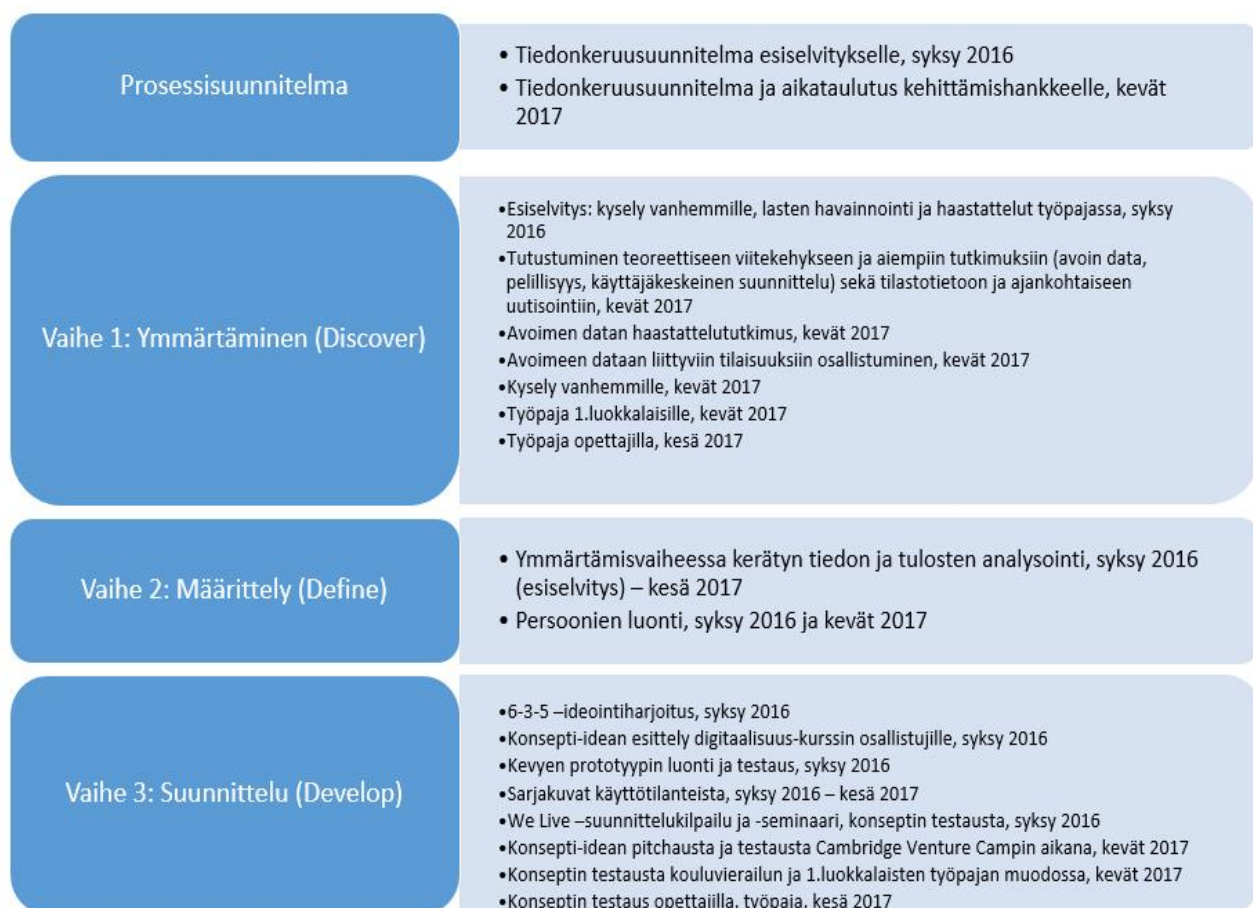 Prosessisuunnitelma
• Tiedonkeruusuunnitelma esiselvitykselle, syksy 2016
• Tiedonkeruusuunnitelma ja aikataulutus kehittämishankkeelle, kevät
2017
Vaihe 1: Ymmärtäminen (Discover)
•Esiselvitys: kysely vanhemmille, lasten havainnointi ja haastattelut työpajassa, syksy
2016
•Tutustuminen teoreettiseen viitekehykseen ja aiempiin tutkimuksiin (avoin data,
pelillisyys, käyttäjäkeskeinen suunnittelu) sekä tilastotietoon ja ajankohtaiseen
uutisointiin, kevät 2017
•Avoimen datan haastattelututkimus, kevät 2017
•Avoimeen dataan liittyviin tilaisuuksiin osallistuminen, kevät 2017
•Kysely vanhemmille, kevät 2017
•Työpaja 1.luokkalaisille, kevät 2017
•Työpaja opettajilla, kesä 2017
Vaihe 2: Määrittely (Define)
• Ymmärtämisvaiheessa kerätyn tiedon ja tulosten analysointi, syksy 2016
(esiselvitys) – kesä 2017
• Persoonien luonti, syksy 2016 ja kevät 2017
Vaihe 3: Suunnittelu (Develop)
•6-3-5 –ideointiharjoitus, syksy 2016
•Konsepti-idean esittely digitaalisuus-kurssin osallistujille, syksy 2016
•Kevyen prototyypin luonti ja testaus, syksy 2016
•Sarjakuvat käyttötilanteista, syksy 2016 – kesä 2017
•We Live –suunnittelukilpailu ja -seminaari, konseptin testausta, syksy 2016
•Konsepti-idean pitchausta ja testausta Cambridge Venture Campin aikana, kevät 2017
•Konseptin testausta kouluvierailun ja 1.luokkalaisten työpajan muodossa, kevät 2017
•Konseptin testaus opettajilla, työpaja, kesä 2017